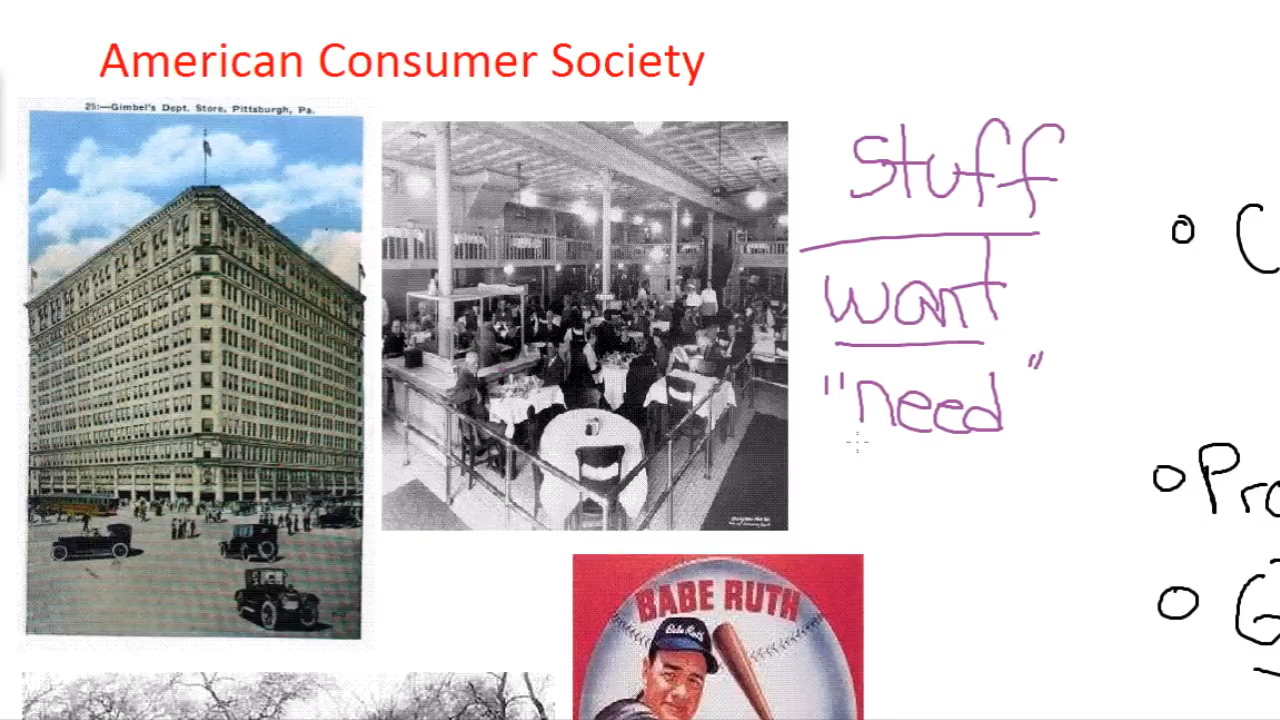 American Consumer Society
25:—Gimbel's Dept. Store, Pittsburgh, Pa.
stuff
want
"need"
BABE RUTH
Babe Ruth